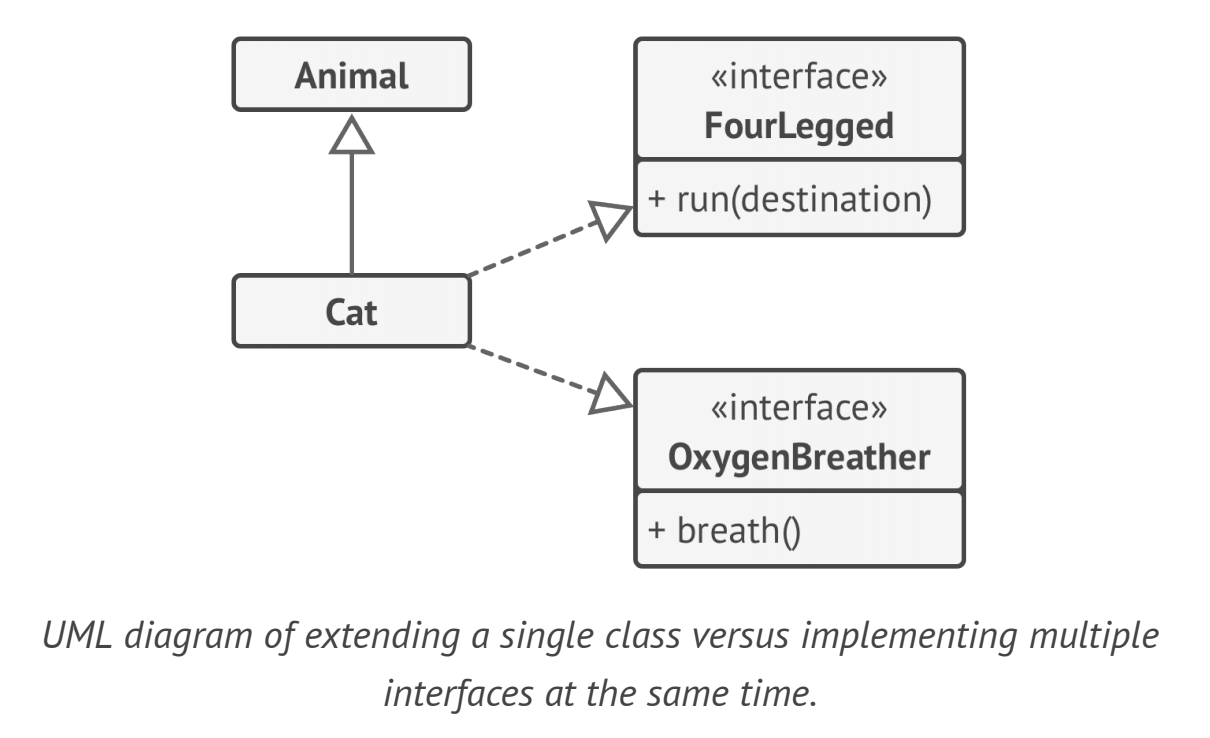 Animal
«interface»
FourLegged
+ run(destination)
Cat
«interface»
OxygenBreather
+ breath()
UML diagram of extending a single class versus implementing multiple
interfaces at the same time.